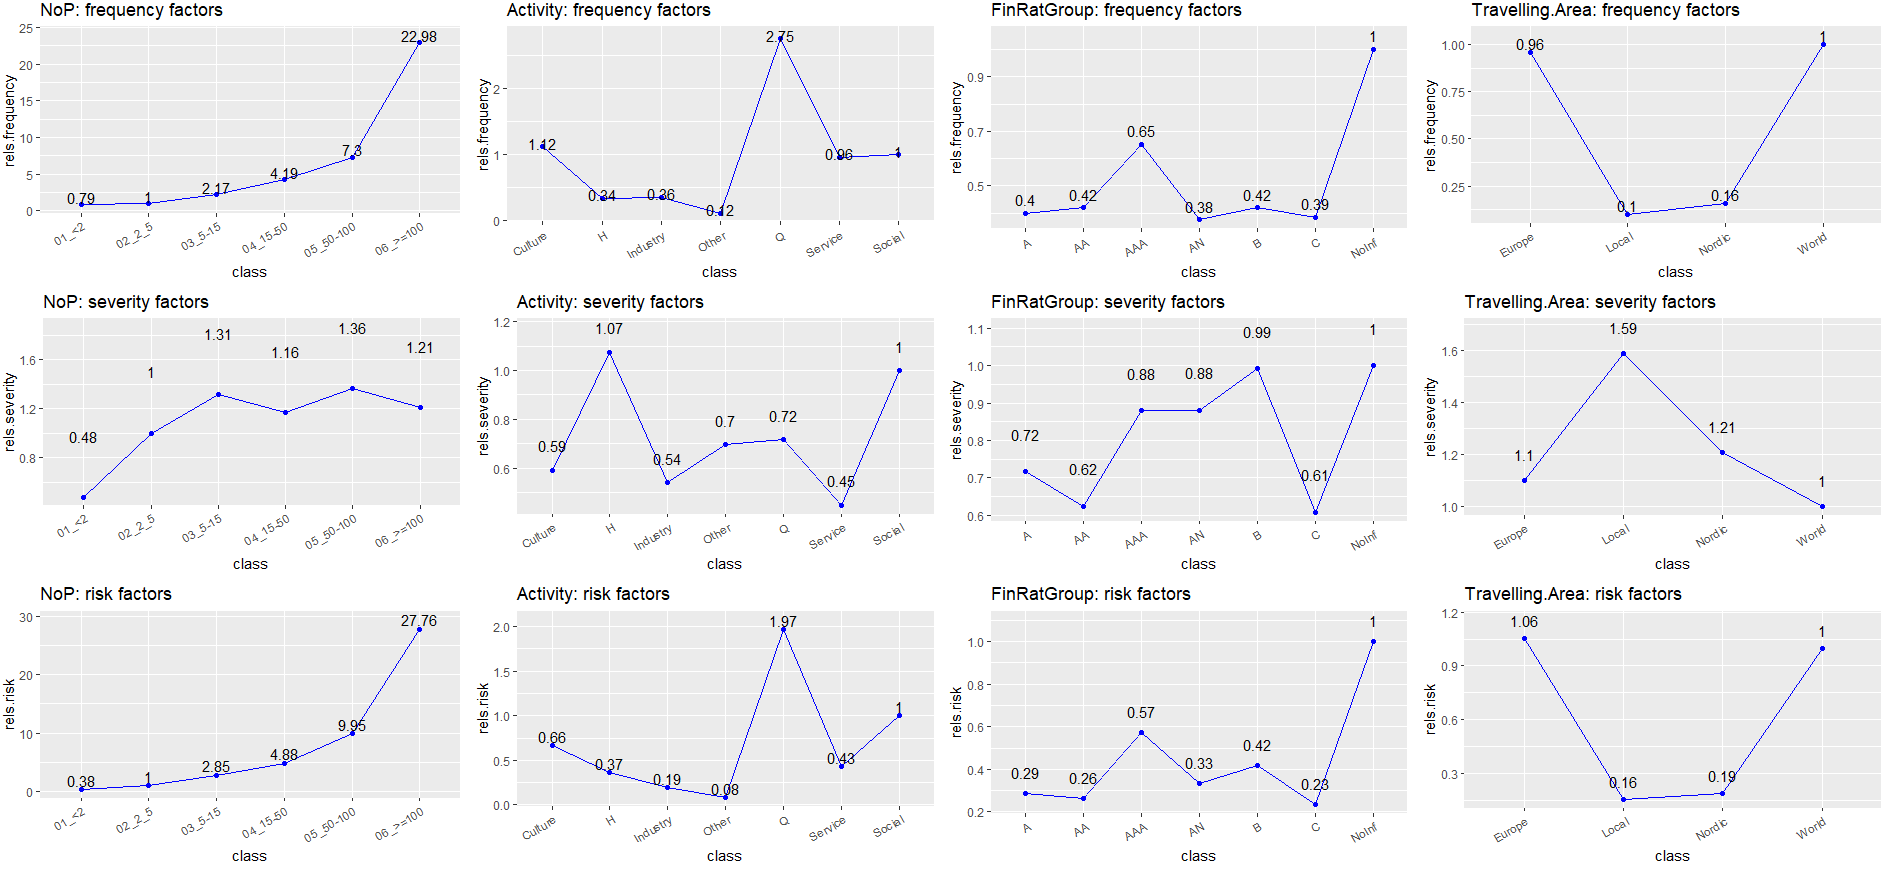 NoP: frequency factors
25
20
15
10
5
0
rels.frequency
0.79
1
2.17
4.19
7.3
22.98
01_<2
02_2_5
03_5-15
04_15-50
05_50-100
06_>=100
class
Activity: frequency factors
2
1
0
rels.frequency
1.12
0.34
0.36
0.12
2.75
0.96
1
Culture
H
Industry
Other
Q
Service
Social
class
FinRatGroup: frequency factors
0.9
0.7
0.5
rels.frequency
0.4
0.42
0.65
0.38
0.42
0.39
1
A
AA
AAA
AN
B
C
NoInf
class
Travelling.Area: frequency factors
1.00
0.75
0.50
0.25
rels.frequency
0.96
0.1
0.16
1
Europe
Local
Nordic
World
class
NoP: severity factors
1.6
1.2
0.8
rels.severity
0.48
1
1.31
1.16
1.36
1.21
01_<2
02_2_5
03_5-15
04_15-50
05_50-100
06_>=100
class
Activity: severity factors
1.2
1.0
0.8
0.6
rels.severity
0.59
1.07
0.54
0.7
0.72
0.45
1
Culture
H
Industry
Other
Q
Service
Social
class
FinRatGroup: severity factors
1.1
1.0
0.9
0.8
0.7
0.6
rels.severity
0.72
0.62
0.88
0.88
0.99
0.61
1
A
AA
AAA
AN
B
C
NoInf
class
Travelling.Area: severity factors
1.6
1.4
1.2
1.0
rels.severity
1.1
1.59
1.21
1
Europe
Local
Nordic
World
class
NoP: risk factors
30
20
10
0
rels.risk
0.38
1
2.85
4.88
9.95
27.76
01_<2
02_2_5
03_5-15
04_15-50
05_50-100
06_>=100
class
Activity: risk factors
2.0
1.5
1.0
0.5
0.0
rels.risk
0.66
0.37
0.19
0.08
1.97
0.43
1
Culture
H
Industry
Other
Q
Service
Social
class
FinRatGroup: risk factors
1.0
0.8
0.6
0.4
0.2
rels.risk
0.29
0.26
0.57
0.33
0.42
0.23
1
A
AA
AAA
AN
B
C
NoInf
class
Travelling.Area: risk factors
1.2
0.9
0.6
0.3
rels.risk
1.06
0.16
0.19
1
Europe
Local
Nordic
World
class